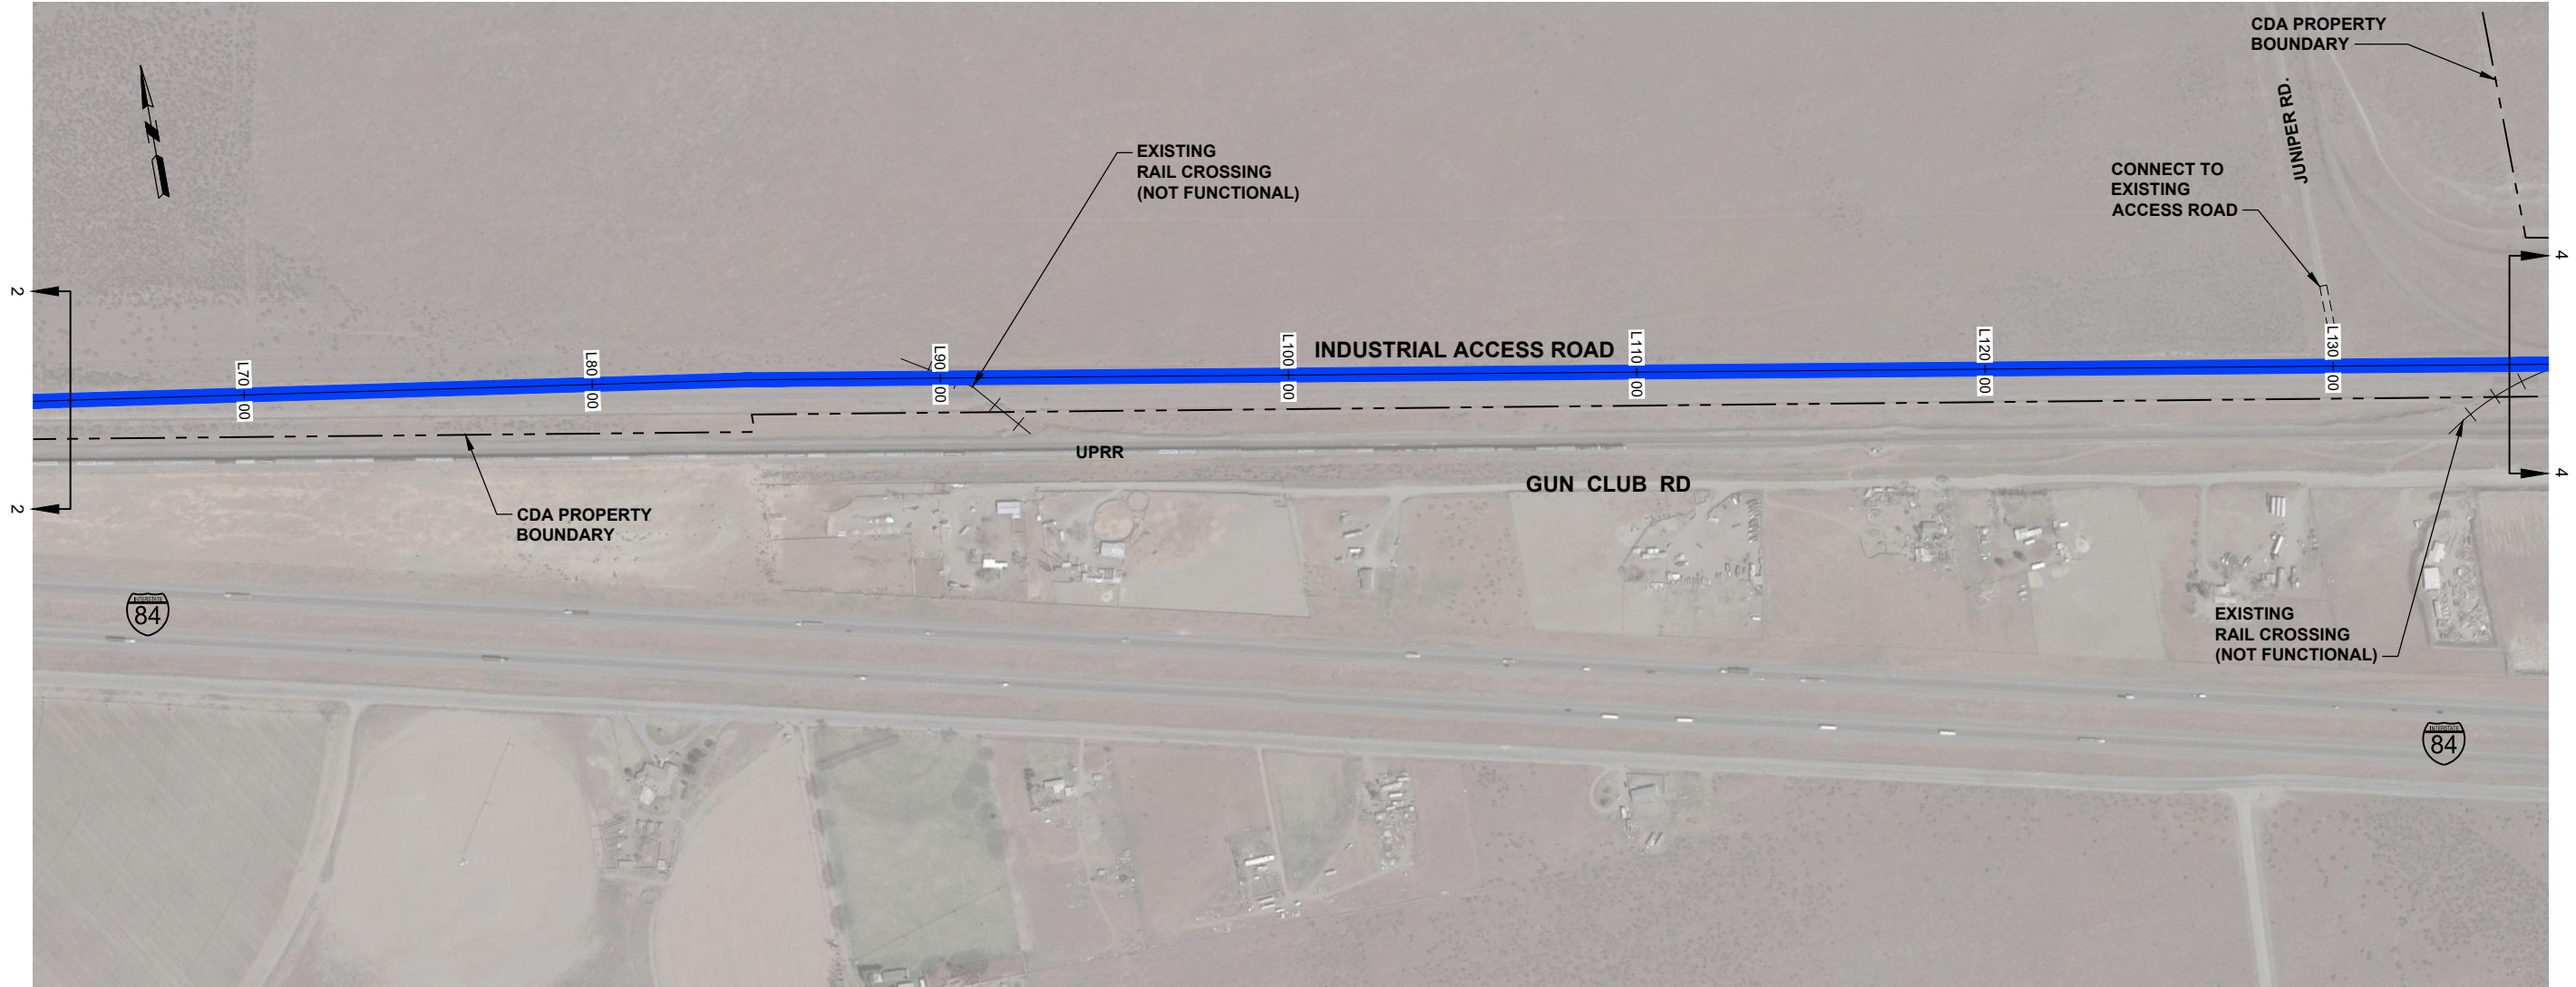 CDA PROPERTY
BOUNDARY
JUNIPER RD.
EXISTING
RAIL CROSSING
(NOT FUNCTIONAL)
CONNECT TO
EXISTING
ACCESS ROAD
N
2
2
4
4
INDUSTRIAL ACCESS ROAD
L70 00
L80 00
L90 00
L100 00
L110 00
L120 00
L130 00
UPRR
GUN CLUB RD
CDA PROPERTY
BOUNDARY
INTERSTATE
84
EXISTING
RAIL CROSSING
(NOT FUNCTIONAL)
INTERSTATE
84